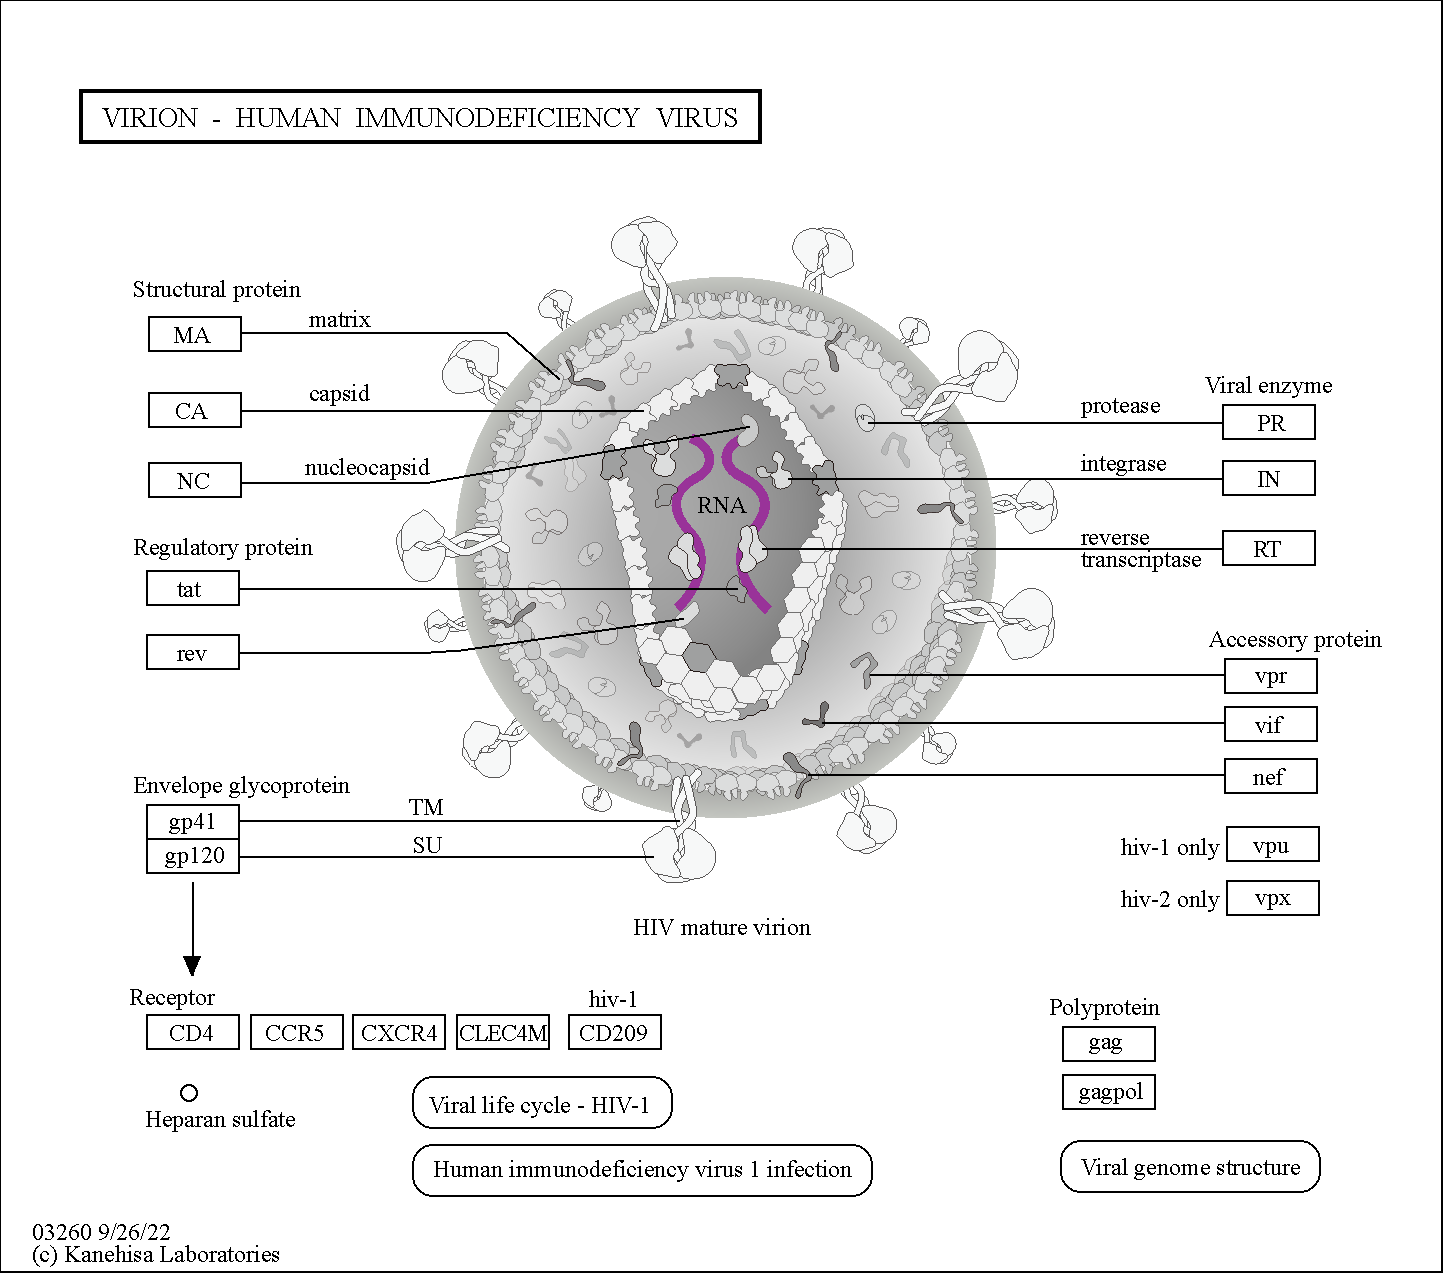 VIRION - HUMAN IMMUNODEFICIENCY VIRUS
Structural protein
MA
matrix
CA
capsid
NC
nucleocapsid
Regulatory protein
tat
rev
Envelope glycoprotein
gp41
TM
gp120
SU
RNA
Viral enzyme
protease
PR
integrase
IN
reverse
transcriptase
RT
Accessory protein
vpr
vif
nef
hiv-1 only
vpu
hiv-2 only
vpx
HIV mature virion
Receptor
hiv-1
CD4
CCR5
CXCR4
CLEC4M
CD209
Heparan sulfate
Viral life cycle - HIV-1
Human immunodeficiency virus 1 infection
Polyprotein
gag
gagpol
Viral genome structure
03260 9/26/22
(c) Kanehisa Laboratories